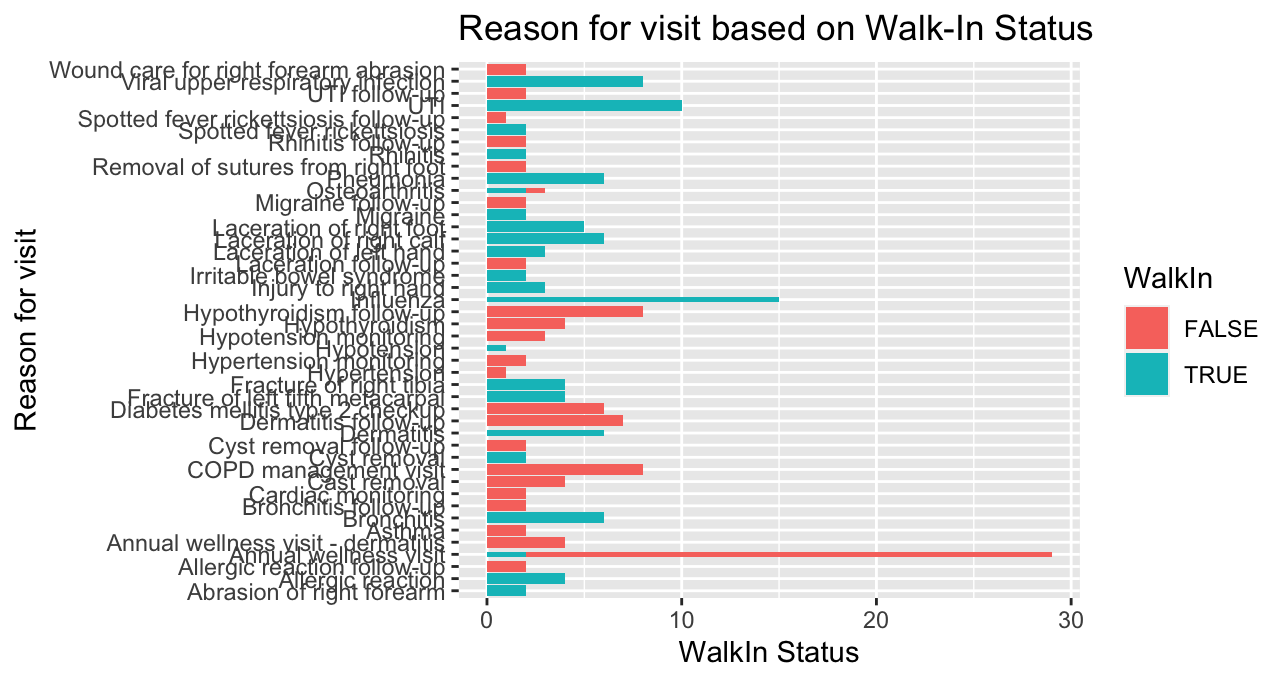 Reason for visit based on Walk-In Status
Reason for visit
Wound care for right forearm abrasion
Viral upper respiratory infection
UTI follow-up
UTI
Spotted fever rickettsiosis follow-up
Spotted fever rickettsiosis
Rhinitis follow-up
Rhinitis
Removal of sutures from right foot
Pneumonia
Osteoarthritis
Migraine follow-up
Migraine
Laceration of right foot
Laceration of right calf
Laceration of left hand
Laceration follow-up
Irritable bowel syndrome
Injury to right hand
Influenza
Hypothyroidism follow-up
Hypothyroidism
Hypotension monitoring
Hypotension
Hypertension monitoring
Hypertension
Fracture of right tibia
Fracture of left fifth metacarpal
Diabetes mellitis type 2 checkup
Dermatitis follow-up
Dermatitis
Cyst removal follow-up
Cyst removal
COPD management visit
Cast removal
Cardiac monitoring
Bronchitis follow-up
Bronchitis
Asthma
Annual wellness visit - dermatitis
Annual wellness visit
Allergic reaction follow-up
Allergic reaction
Abrasion of right forearm
0 10 20 30
WalkIn Status
WalkIn
FALSE
TRUE